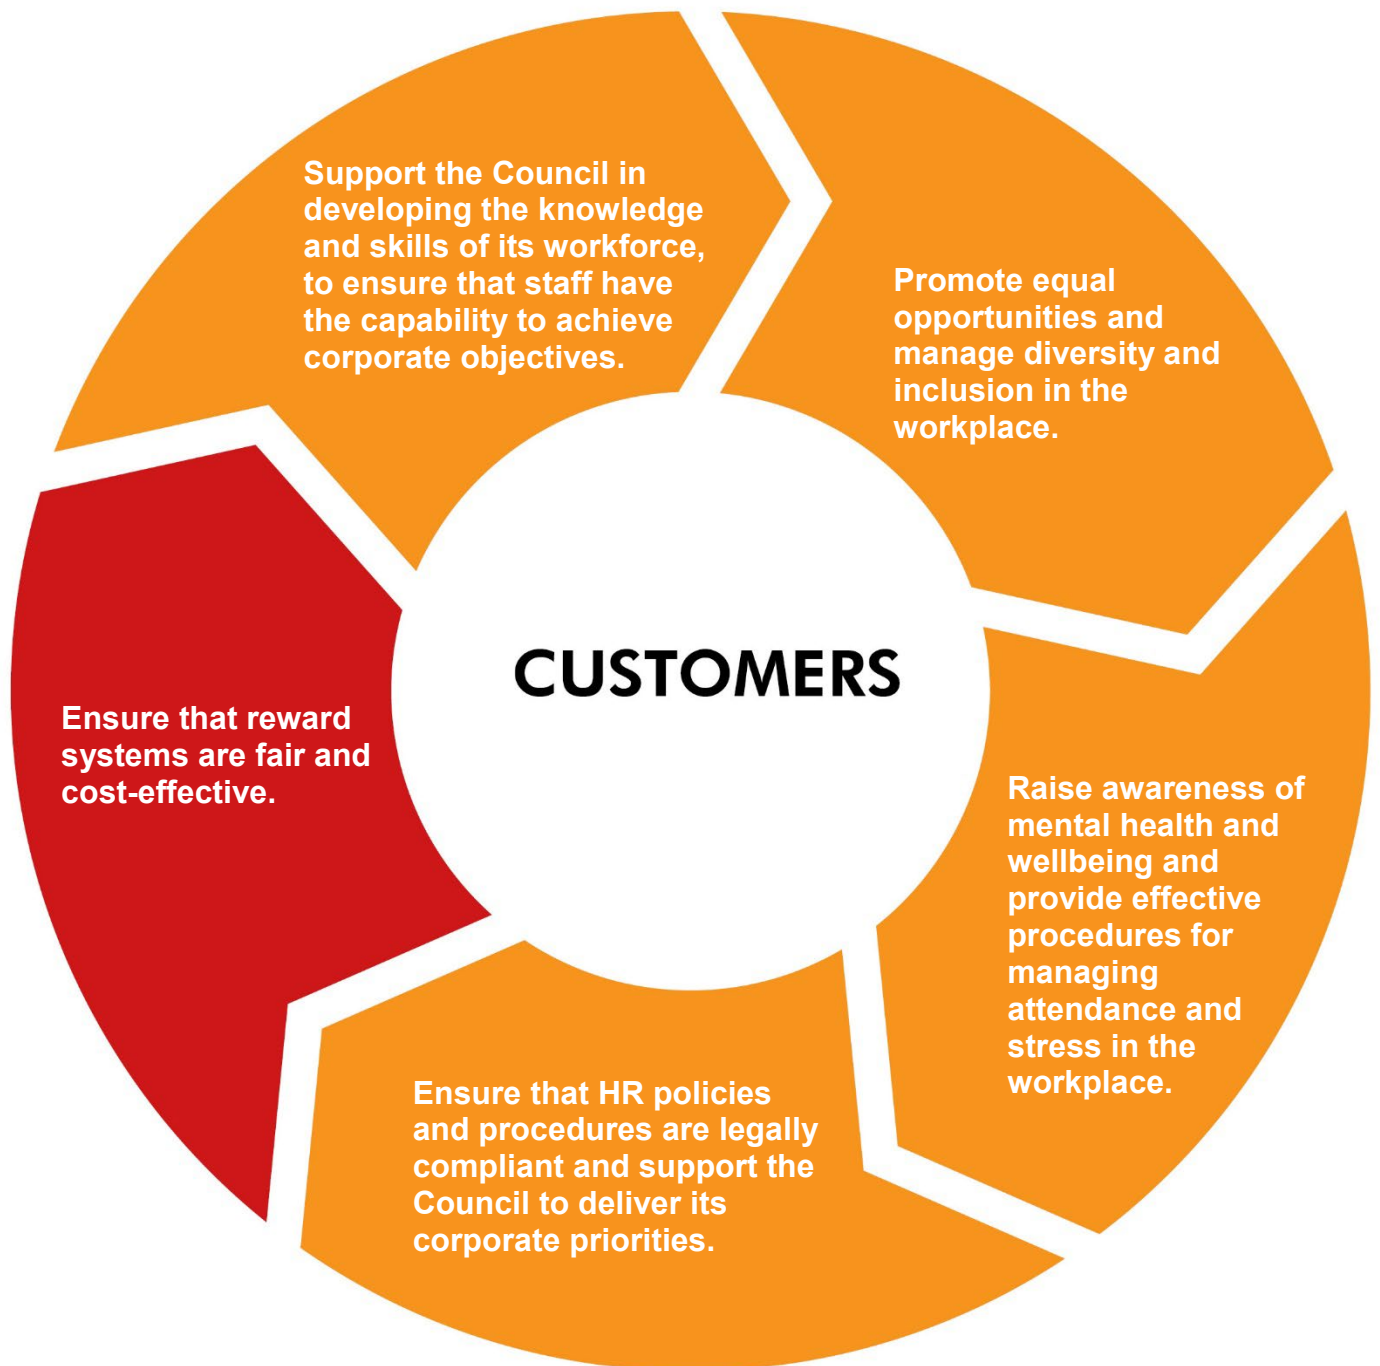 Support the Council in
developing the knowledge
and skills of its workforce,
to ensure that staff have
the capability to achieve
corporate objectives.
Promote equal
opportunities and
manage diversity and
inclusion in the
workplace.
CUSTOMERS
Ensure that reward
systems are fair and
cost-effective.
Raise awareness of
mental health and
wellbeing and
provide effective
procedures for
managing
attendance and
stress in the
workplace.
Ensure that HR policies
and procedures are legally
compliant and support the
Council to deliver its
corporate priorities.